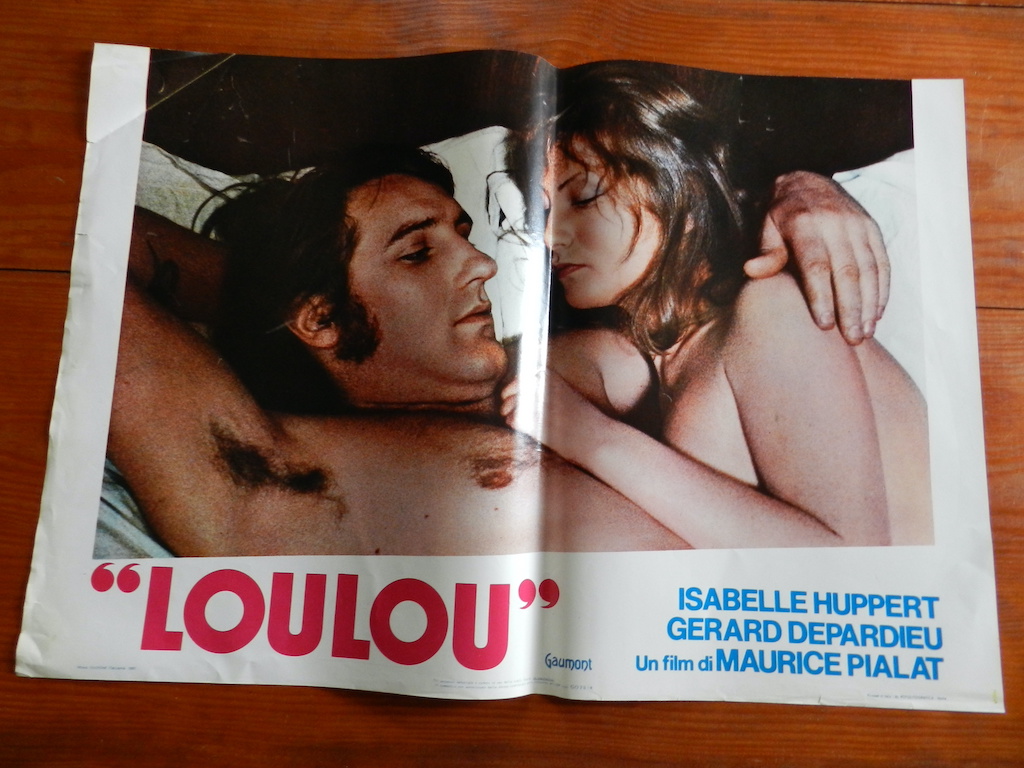 “LOULOU”
Gaumont
ISABELLE HUPPERT
GERARD DEPARDIEU
Un film di MAURICE PIALAT